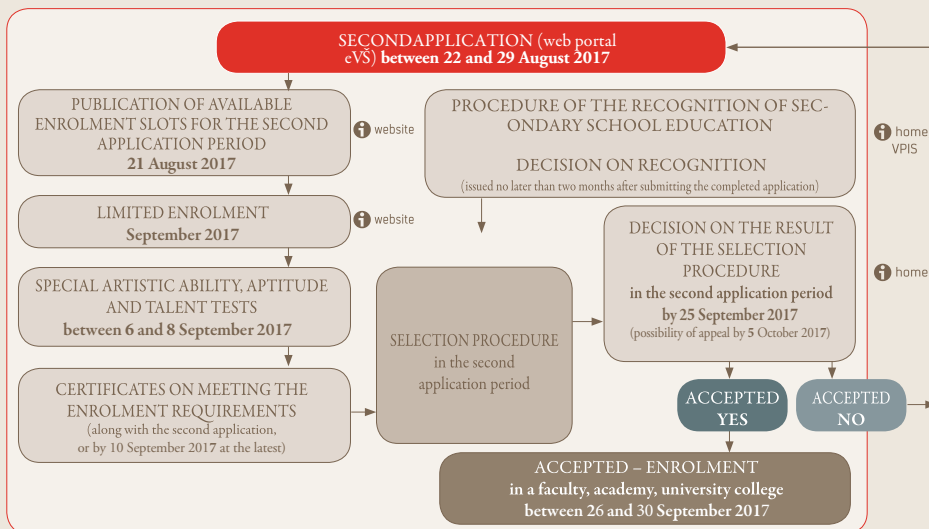 SECONDAPPLICATION (web portal
eVŠ) between 22 and 29 August 2017
PUBLICATION OF AVAILABLE
ENROLMENT SLOTS FOR THE SECOND
APPLICATION PERIOD
21 August 2017
website
PROCEDURE OF THE RECOGNITION OF SEC-
ONDARY SCHOOL EDUCATION
DECISION ON RECOGNITION
(issued no later than two months after submitting the completed application)
home
VPIS
LIMITED ENROLMENT
September 2017
website
DECISION ON THE RESULT
OF THE SELECTION
PROCEDURE
in the second application period
by 25 September 2017
(possibility of appeal by 5 October 2017)
home
SPECIAL ARTISTIC ABILITY, APTITUDE
AND TALENT TESTS
between 6 and 8 September 2017
SELECTION PROCEDURE
in the second
application period
CERTIFICATES ON MEETING THE
ENROLMENT REQUIREMENTS
(along with the second application,
or by 10 September 2017 at the latest)
ACCEPTED
YES
ACCEPTED
NO
ACCEPTED – ENROLMENT
in a faculty, academy, university college
between 26 and 30 September 2017